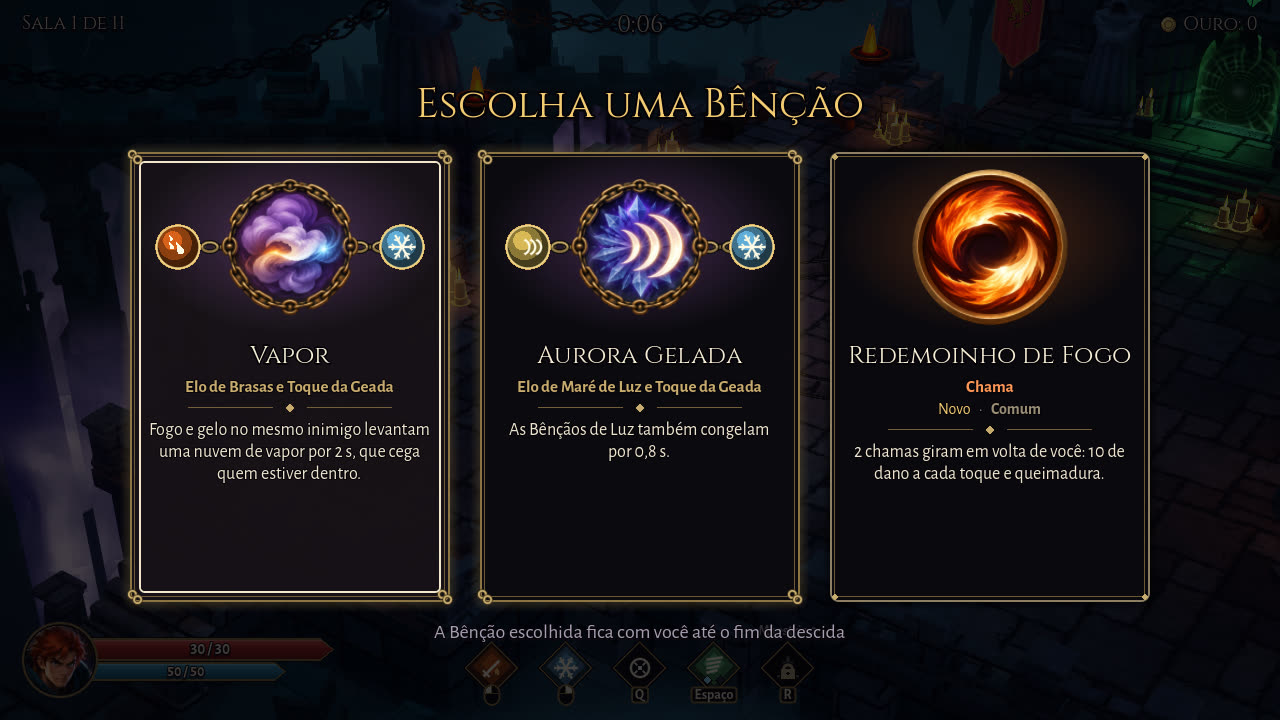 Sala 1 de 11
0:06
Ouro: 0
Escolha uma Bênção
Vapor
Elo de Brasas e Toque da Geada
Fogo e gelo no mesmo inimigo levantam
uma nuvem de vapor por 2 s, que cega
quem estiver dentro.
Aurora Gelada
Elo de Maré de Luz e Toque da Geada
As Bênçãos de Luz também congelam
por 0,8 s.
Redemoinho de Fogo
Chama
Novo · Comum
2 chamas giram em volta de você: 10 de
dano a cada toque e queimadura.
A Bênção escolhida fica com você até o fim da descida
30/30
50/50
Q
Espaço
R